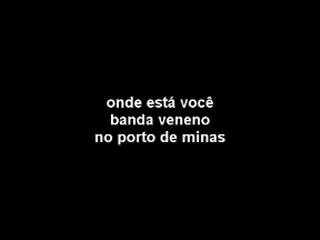 onde está você
banda veneno
no porto de minas